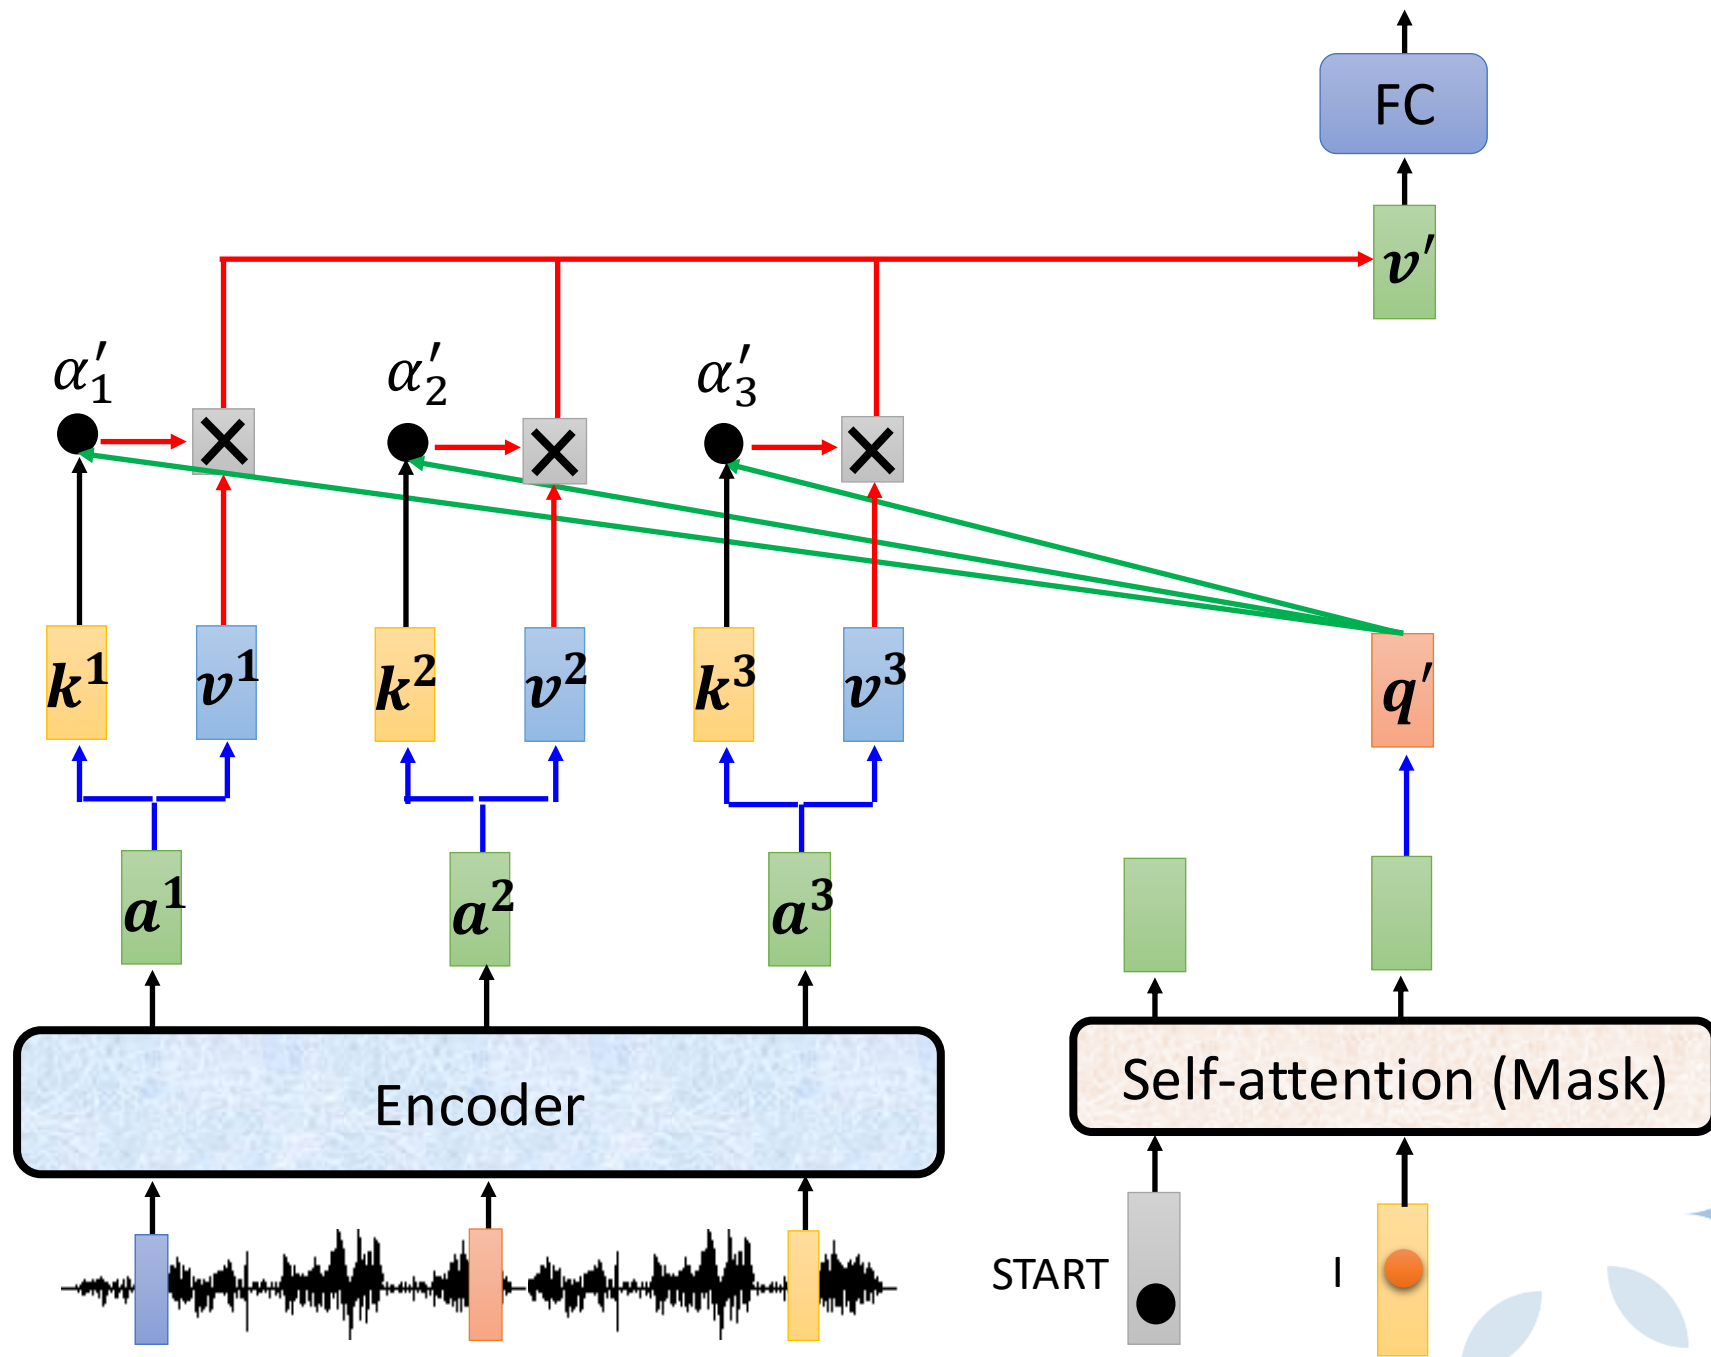 FC
v′
α′₁ α′₂ α′₃
k¹ v¹ k² v² k³ v³ q′
a¹ a² a³
Encoder Self-attention (Mask)
START I